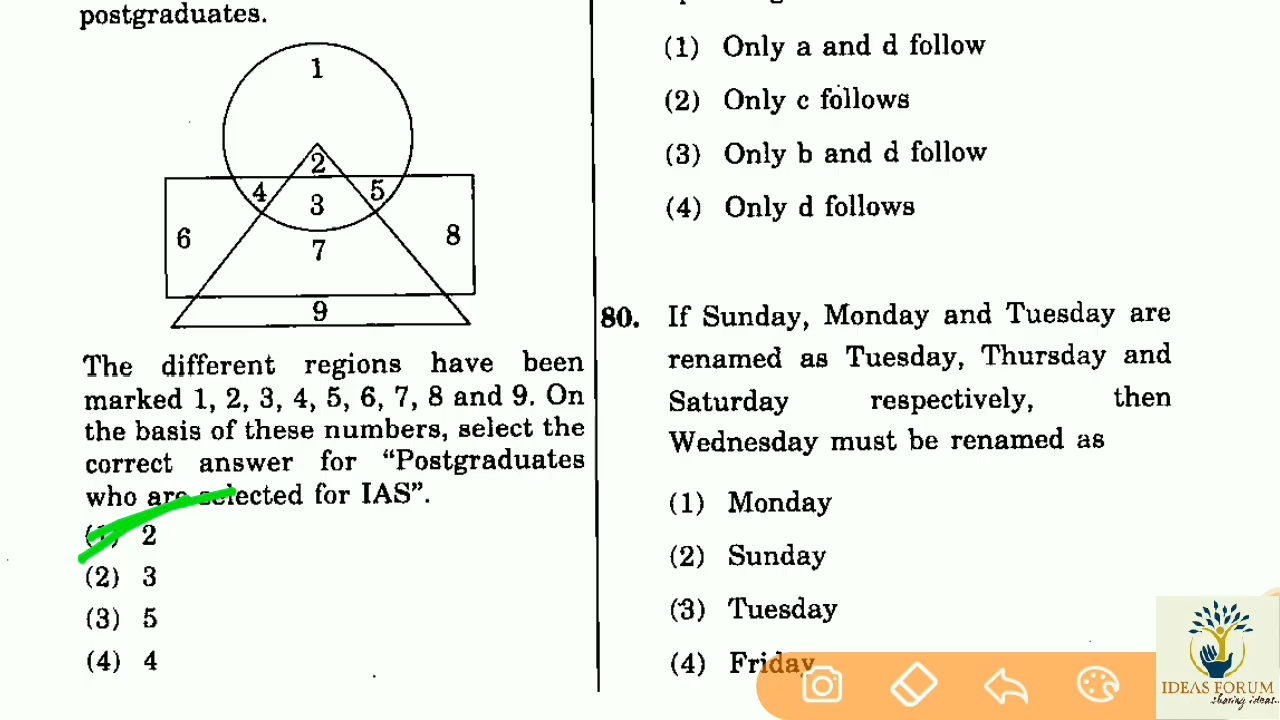 postgraduates.
1
2
4
5
3
6
8
7
9
The different regions have been
marked 1, 2, 3, 4, 5, 6, 7, 8 and 9. On
the basis of these numbers, select the
correct answer for “Postgraduates
who are selected for IAS”.
(1) 2
(2) 3
(3) 5
(4) 4
(1) Only a and d follow
(2) Only c follows
(3) Only b and d follow
(4) Only d follows
80. If Sunday, Monday and Tuesday are
renamed as Tuesday, Thursday and
Saturday respectively, then
Wednesday must be renamed as
(1) Monday
(2) Sunday
(3) Tuesday
(4) Friday
IDEAS FORUM
sharing ideas